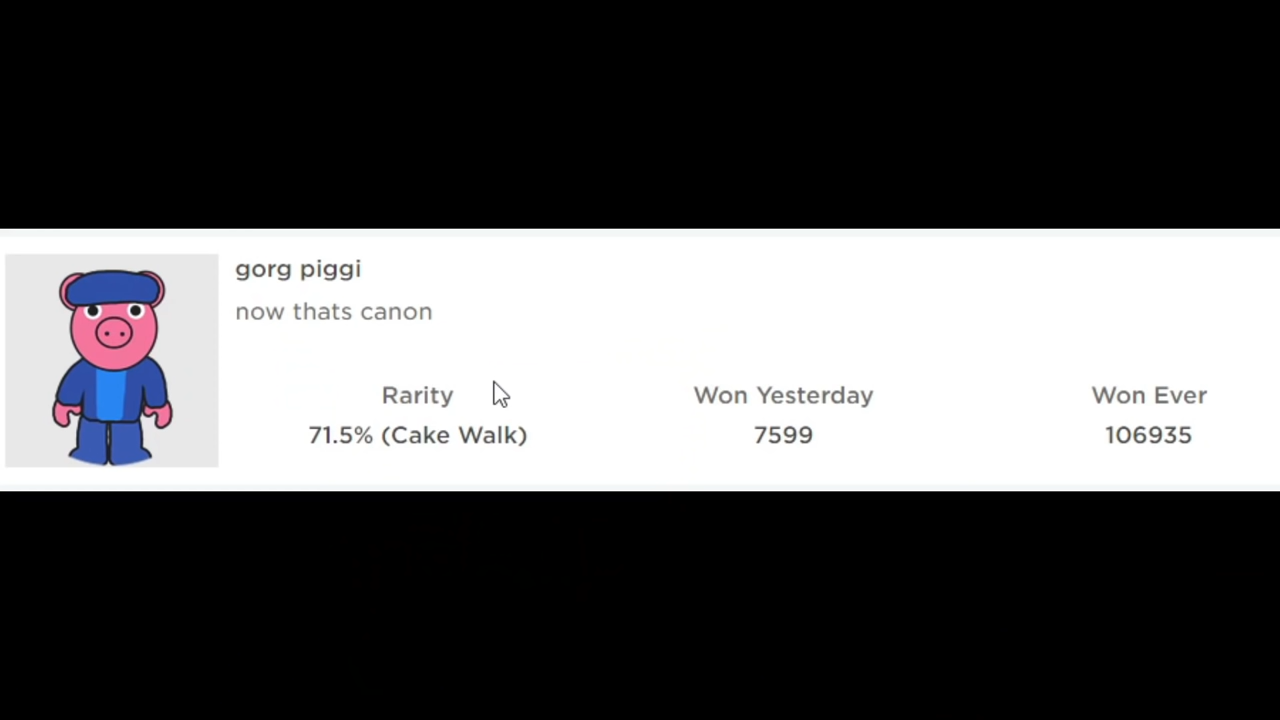 gorg piggi
now thats canon
Rarity
Won Yesterday
Won Ever
71.5% (Cake Walk)
7599
106935